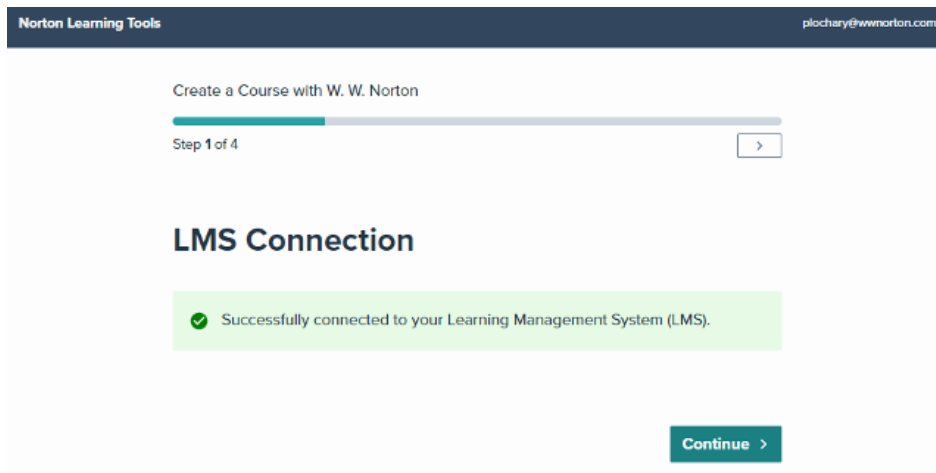 Norton Learning Tools
plochary@wwnorton.com
Create a Course with W. W. Norton
Step 1 of 4
LMS Connection
Successfully connected to your Learning Management System (LMS).
Continue